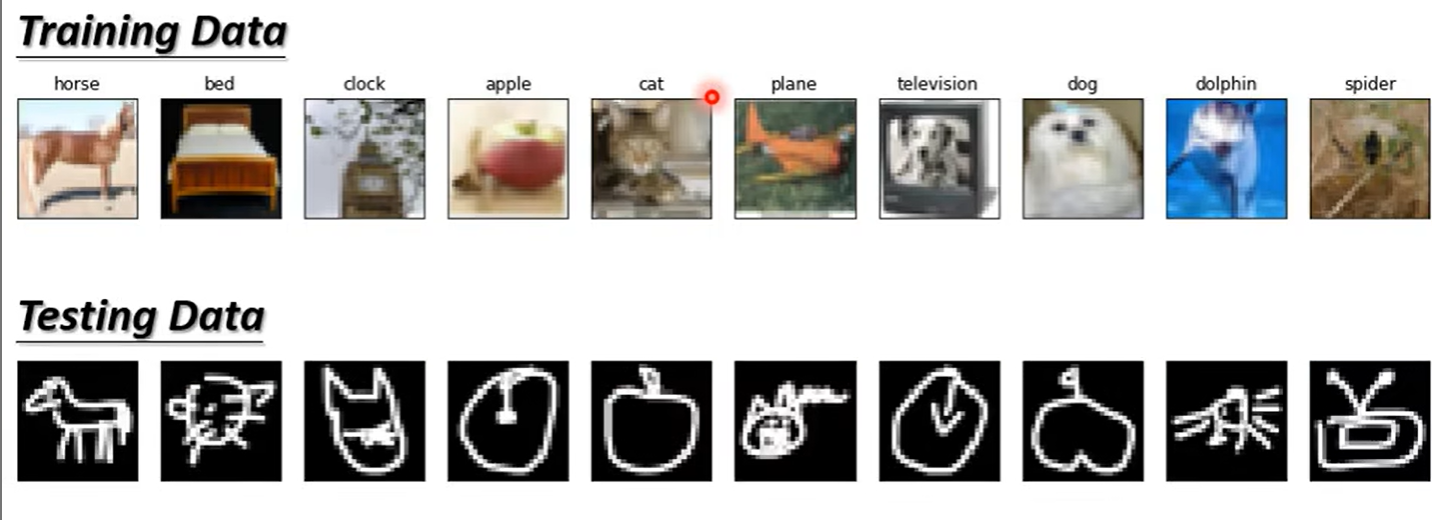 Training Data
horse bed clock apple cat plane television dog dolphin spider
Testing Data